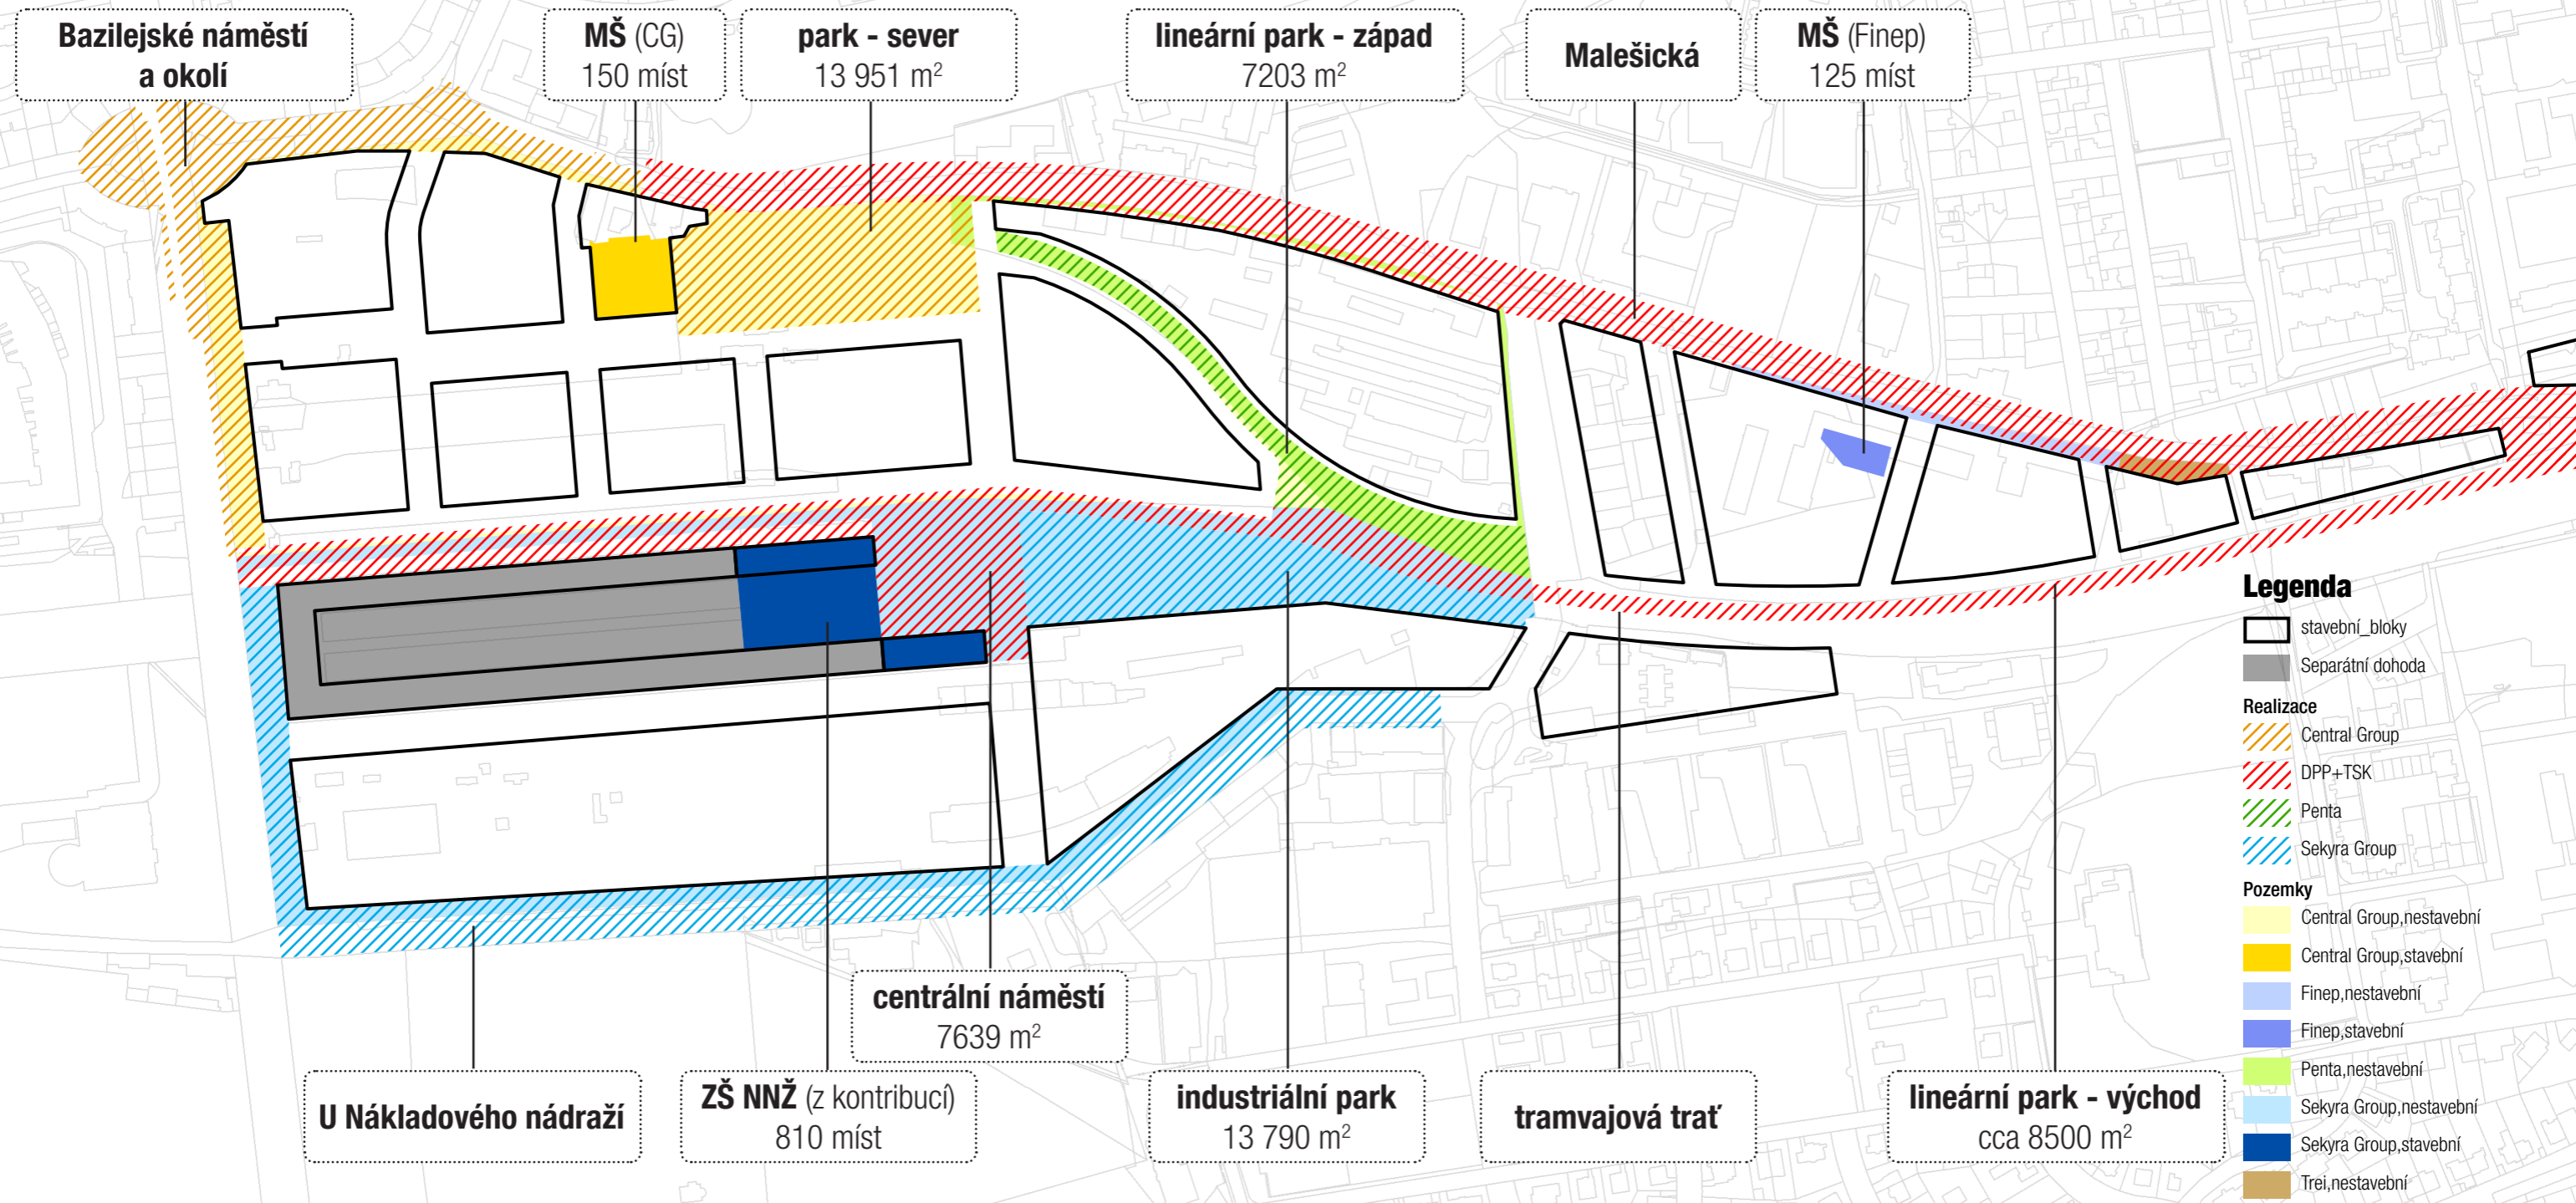 Bazilejské náměstí
a okolí
MŠ (CG)
150 míst
park - sever
13 951 m²
lineární park - západ
7203 m²
Malešická
MŠ (Finep)
125 míst
Legenda
stavební_bloky
Separátní dohoda
Realizace
Central Group
DPP+TSK
Penta
Sekyra Group
Pozemky
Central Group,nestavební
Central Group,stavební
Finep,nestavební
Finep,stavební
Penta,nestavební
Sekyra Group,nestavební
Sekyra Group,stavební
Trei,nestavební
centrální náměstí
7639 m²
U Nákladového nádraží
ZŠ NNŽ (z kontribucí)
810 míst
industriální park
13 790 m²
tramvajová trať
lineární park - východ
cca 8500 m²